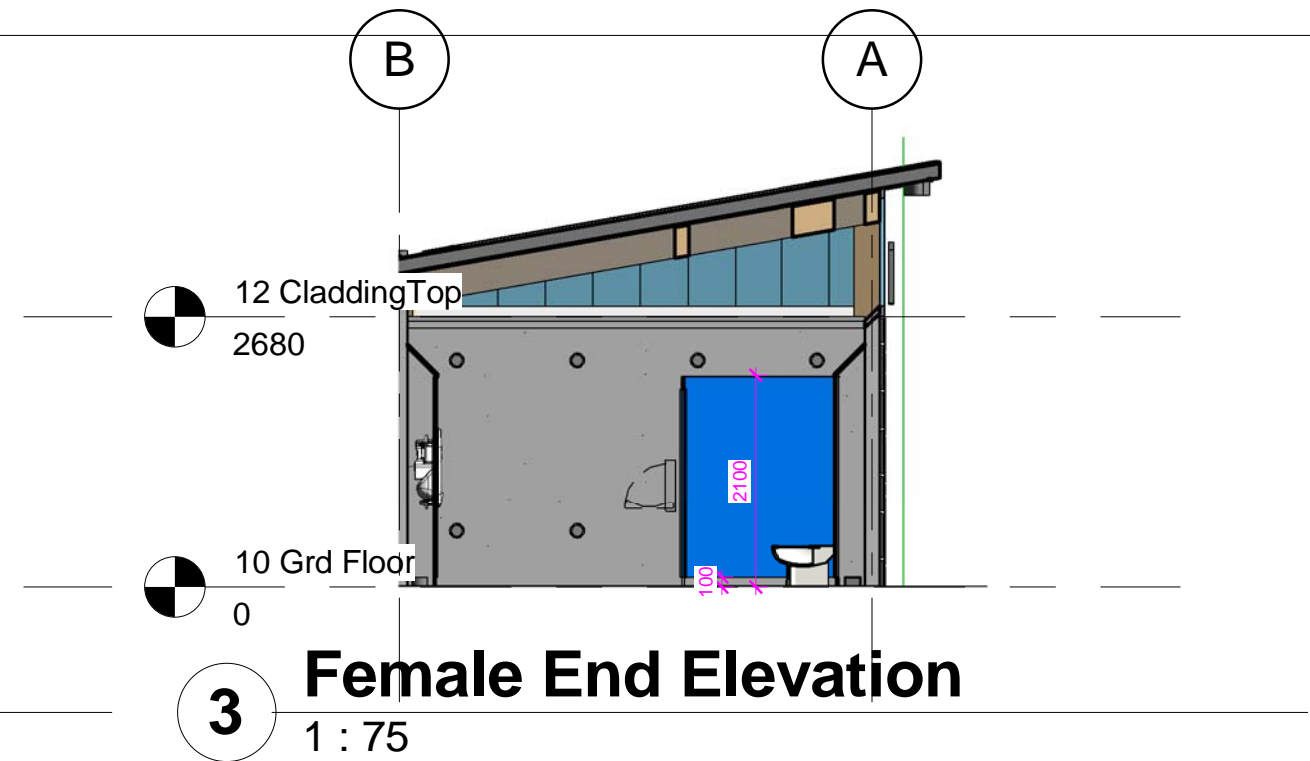 B
A
12 CladdingTop
2680
2100
100
10 Grd Floor
0
3
Female End Elevation
1 : 75